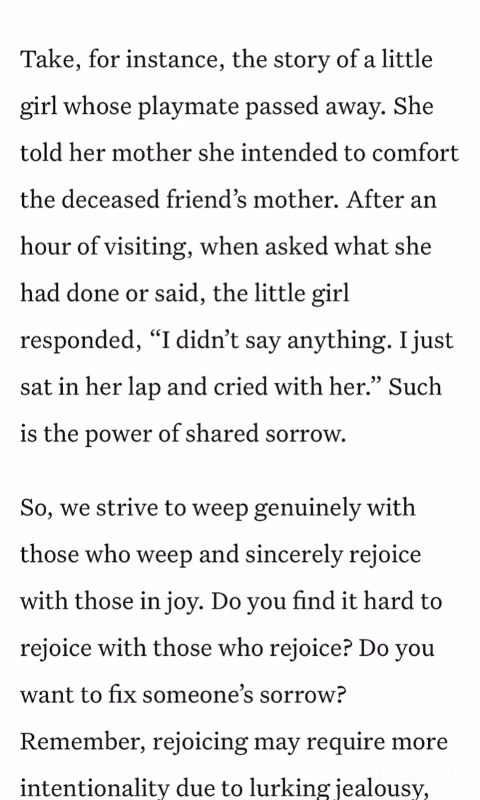 Take, for instance, the story of a little
girl whose playmate passed away. She
told her mother she intended to comfort
the deceased friend’s mother. After an
hour of visiting, when asked what she
had done or said, the little girl
responded, “I didn’t say anything. I just
sat in her lap and cried with her.” Such
is the power of shared sorrow.
So, we strive to weep genuinely with
those who weep and sincerely rejoice
with those in joy. Do you find it hard to
rejoice with those who rejoice? Do you
want to fix someone’s sorrow?
Remember, rejoicing may require more
intentionality due to lurking jealousy,